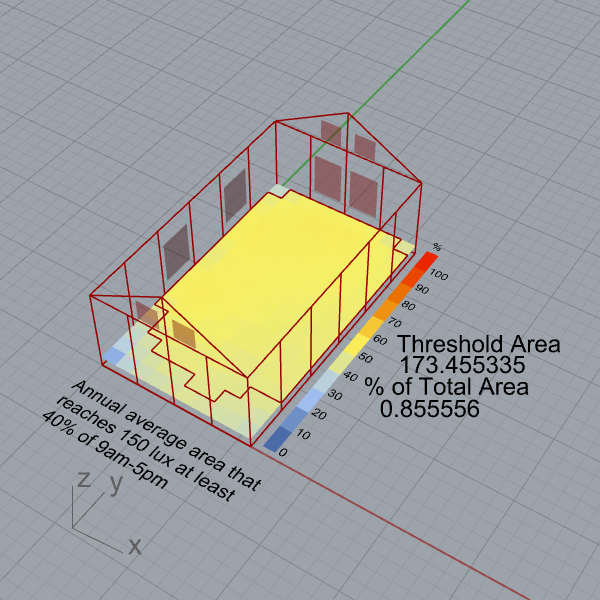 %
100
90
80
70
60
50
40
30
20
10
0
Threshold Area
173.455335
% of Total Area
0.855556
Annual average area that
reaches 150 lux at least
40% of 9am-5pm
z
y
x